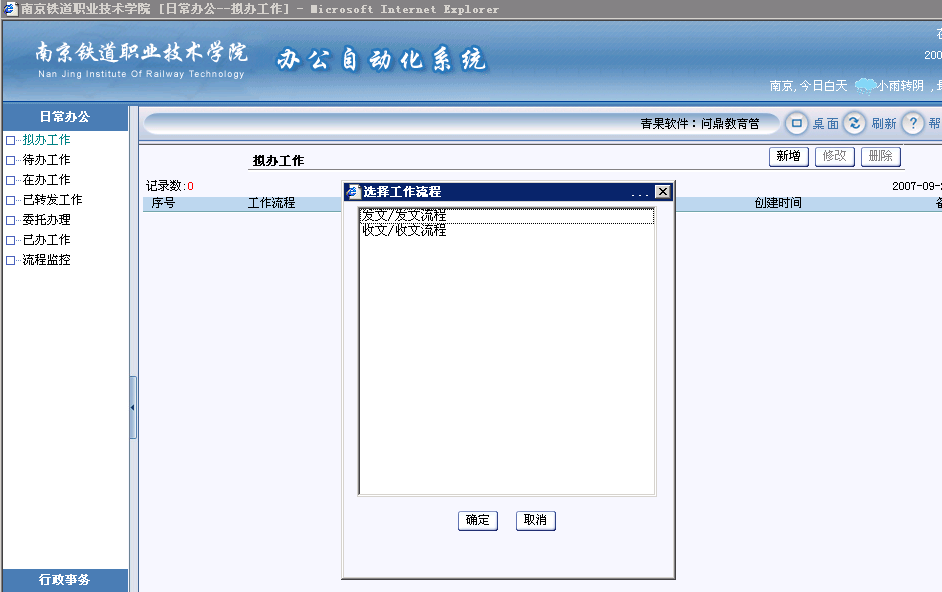 南京铁道职业技术学院 [日常办公--拟办工作] - Microsoft Internet Explorer
南京铁道职业技术学院 办公自动化系统
Nan Jing Institute Of Railway Technology
200
南京, 今日白天 小雨转阴 ,
日常办公
青果软件：问鼎教育管 桌面 刷新 ? 帮
拟办工作
待办工作
在办工作
已转发工作
委托办理
已办工作
流程监控
拟办工作
新增 修改 删除
记录数:0
2007-09-
序号 工作流程 创建时间
选择工作流程 ...
发文/发文流程
收文/收文流程
确定 取消
行政事务